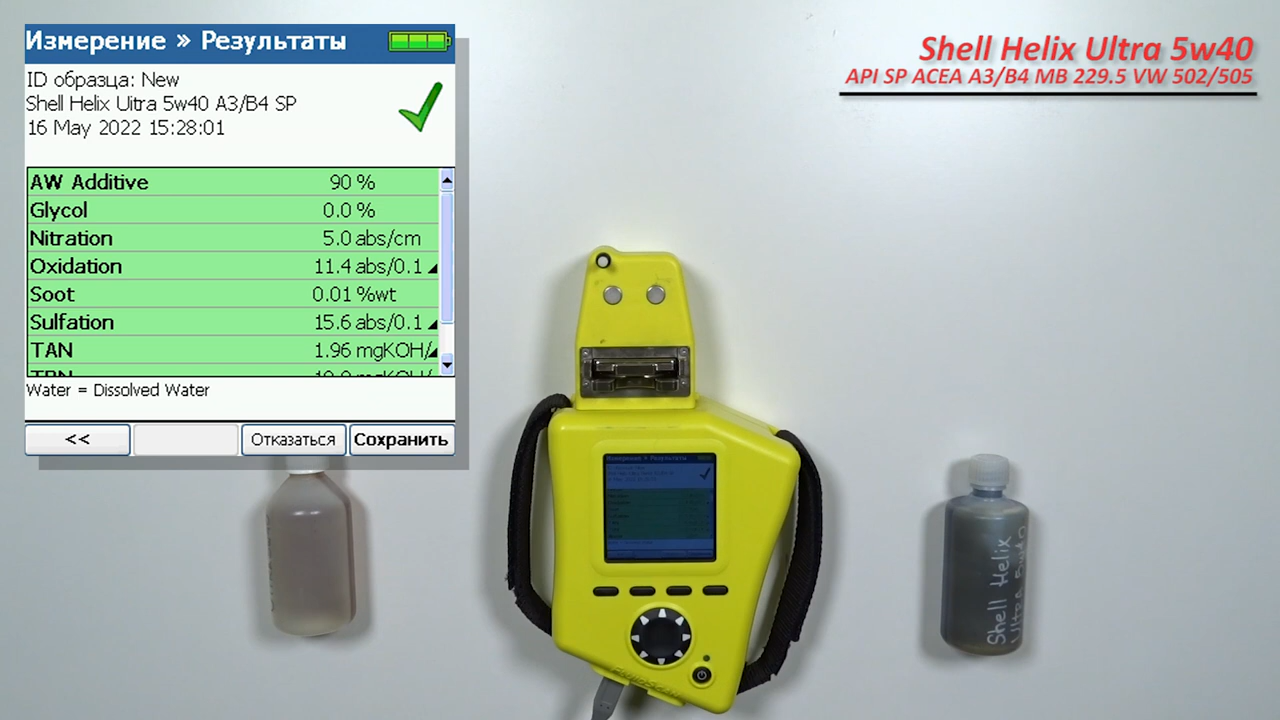 Измерение » Результаты
ID образца: New
Shell Helix Uitra 5w40 A3/B4 SP
16 May 2022 15:28:01
AW Additive 90 %
Glycol 0.0 %
Nitration 5.0 abs/cm
Oxidation 11.4 abs/0.1
Soot 0.01 %wt
Sulfation 15.6 abs/0.1
TAN 1.96 mgKOH/
Water = Dissolved Water
<< Отказаться Сохранить
Shell Helix Ultra 5w40
API SP ACEA A3/B4 MB 229.5 VW 502/505
Измерение » Результаты
Shell Helix
Ultra 5w40